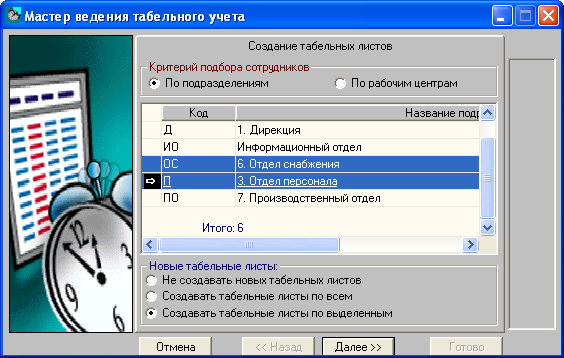 Мастер ведения табельного учета
Создание табельных листов
Критерий подбора сотрудников
По подразделениям По рабочим центрам
Код Название подр
Д 1. Дирекция
ИО Информационный отдел
ОС 6. Отдел снабжения
П 3. Отдел персонала
ПО 7. Производственный отдел
Итого: 6
Новые табельные листы:
Не создавать новых табельных листов
Создавать табельные листы по всем
Создавать табельные листы по выделенным
Отмена << Назад Далее >> Готово